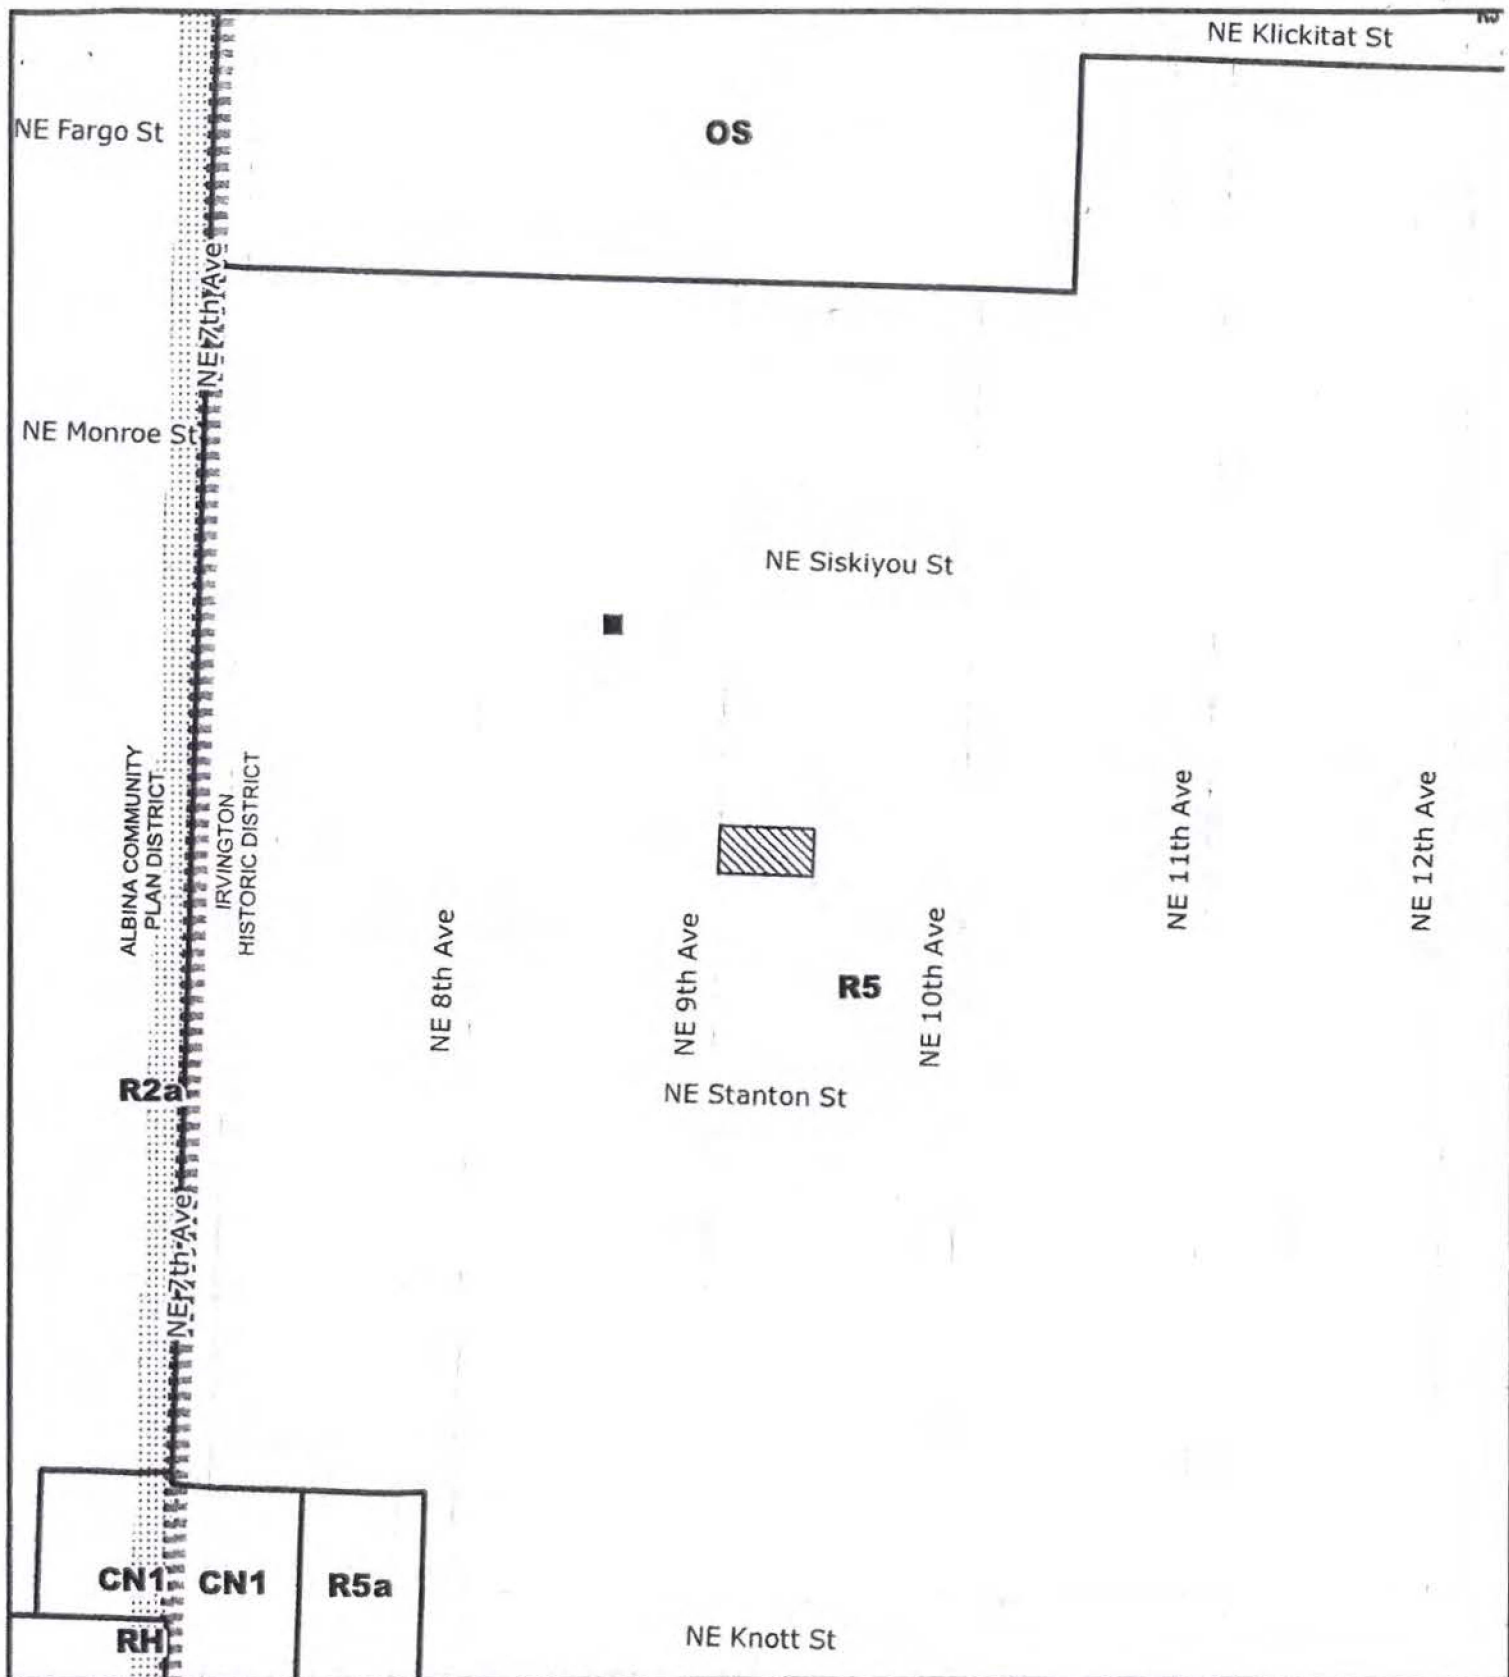 NE Klickitat St
NE Fargo St
OS
NE 7th Ave
NE Monroe St
NE Siskiyou St
ALBINA COMMUNITY
PLAN DISTRICT
IRVINGTON
HISTORIC DISTRICT
NE 8th Ave
NE 9th Ave
NE 10th Ave
NE 11th Ave
NE 12th Ave
R5
R2a
NE Stanton St
NE 7th Ave
CN1
CN1
R5a
RH
NE Knott St